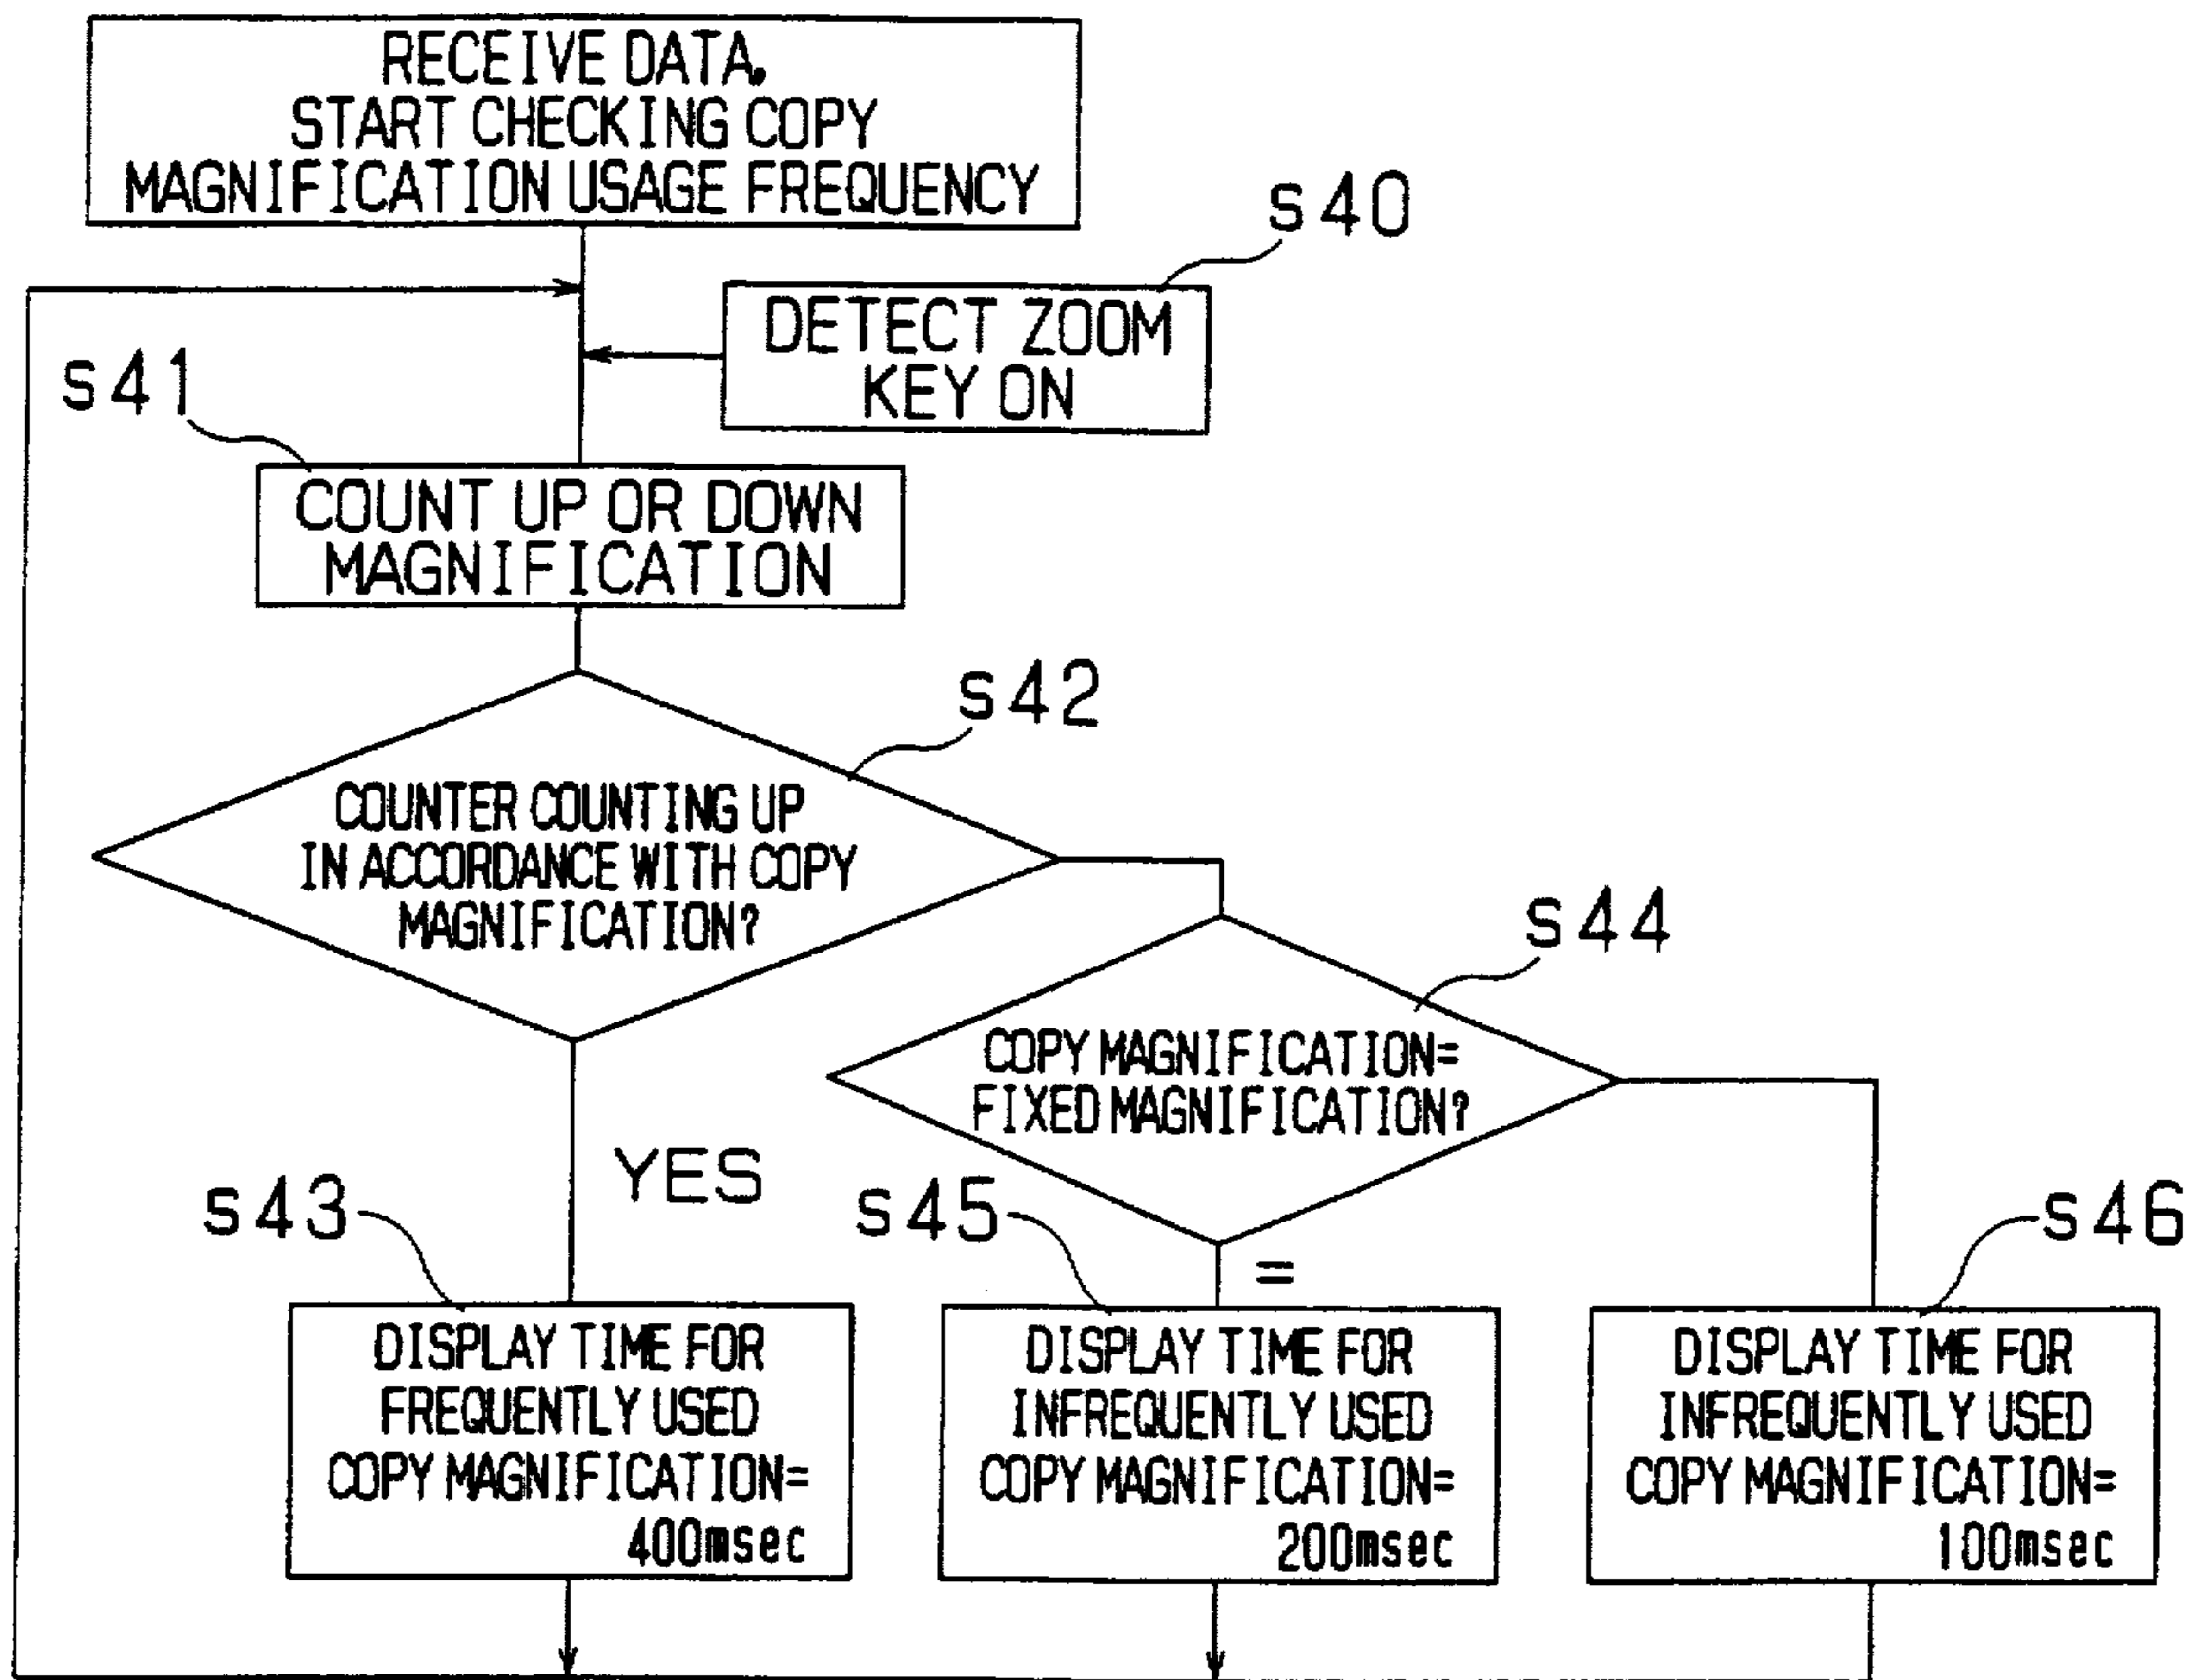 RECEIVE DATA.
START CHECKING COPY
MAGNIFICATION USAGE FREQUENCY
s40
DETECT ZOOM
KEY ON
s41
COUNT UP OR DOWN
MAGNIFICATION
s42
COUNTER COUNTING UP
IN ACCORDANCE WITH COPY
MAGNIFICATION?
s44
COPY MAGNIFICATION=
FIXED MAGNIFICATION?
YES
=
s43
DISPLAY TIME FOR
FREQUENTLY USED
COPY MAGNIFICATION=
400msec
s45
DISPLAY TIME FOR
INFREQUENTLY USED
COPY MAGNIFICATION=
200msec
s46
DISPLAY TIME FOR
INFREQUENTLY USED
COPY MAGNIFICATION=
100msec